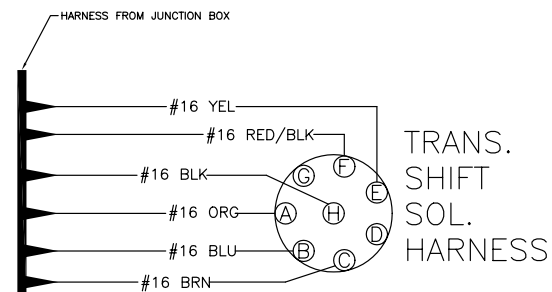 HARNESS FROM JUNCTION BOX
#16 YEL
#16 RED/BLK
F
G
#16 BLK
E
TRANS.
SHIFT
SOL.
HARNESS
#16 ORG
A
H
D
#16 BLU
B
C
#16 BRN